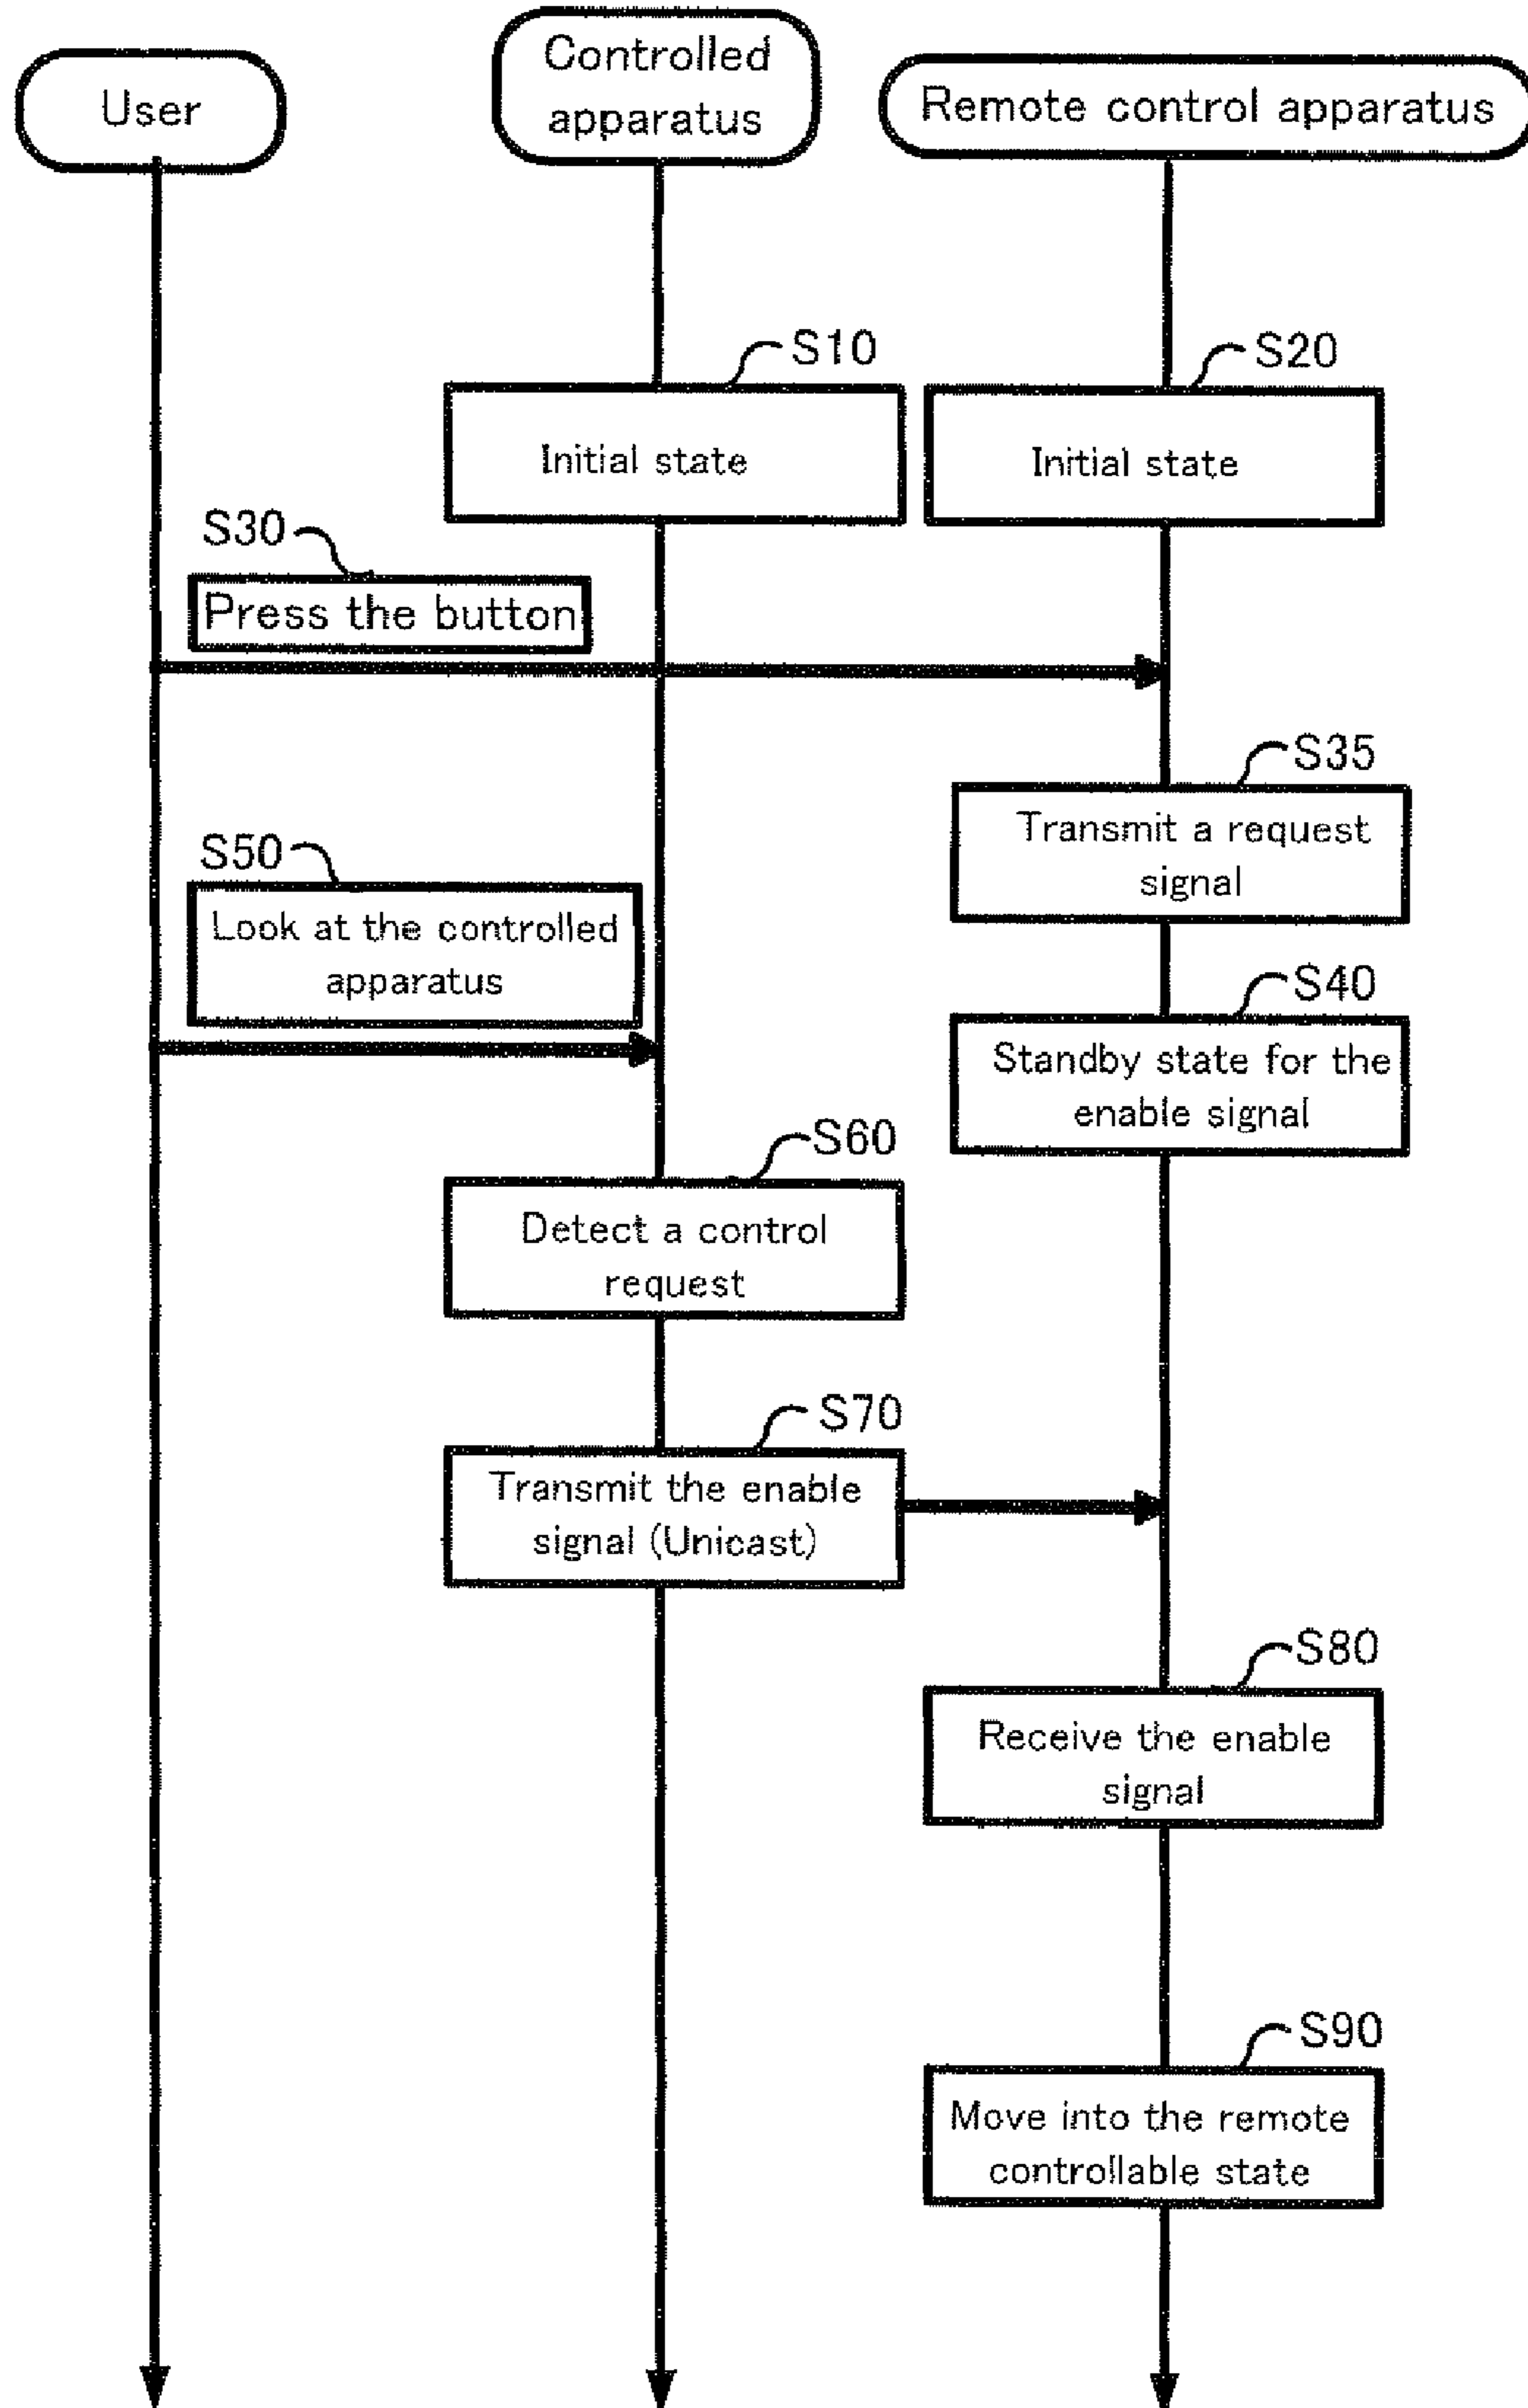 User
Controlled
apparatus
Remote control apparatus
S10
Initial state
S20
Initial state
S30
Press the button
S35
Transmit a request
signal
S50
Look at the controlled
apparatus
S40
Standby state for the
enable signal
S60
Detect a control
request
S70
Transmit the enable
signal (Unicast)
S80
Receive the enable
signal
S90
Move into the remote
controllable state